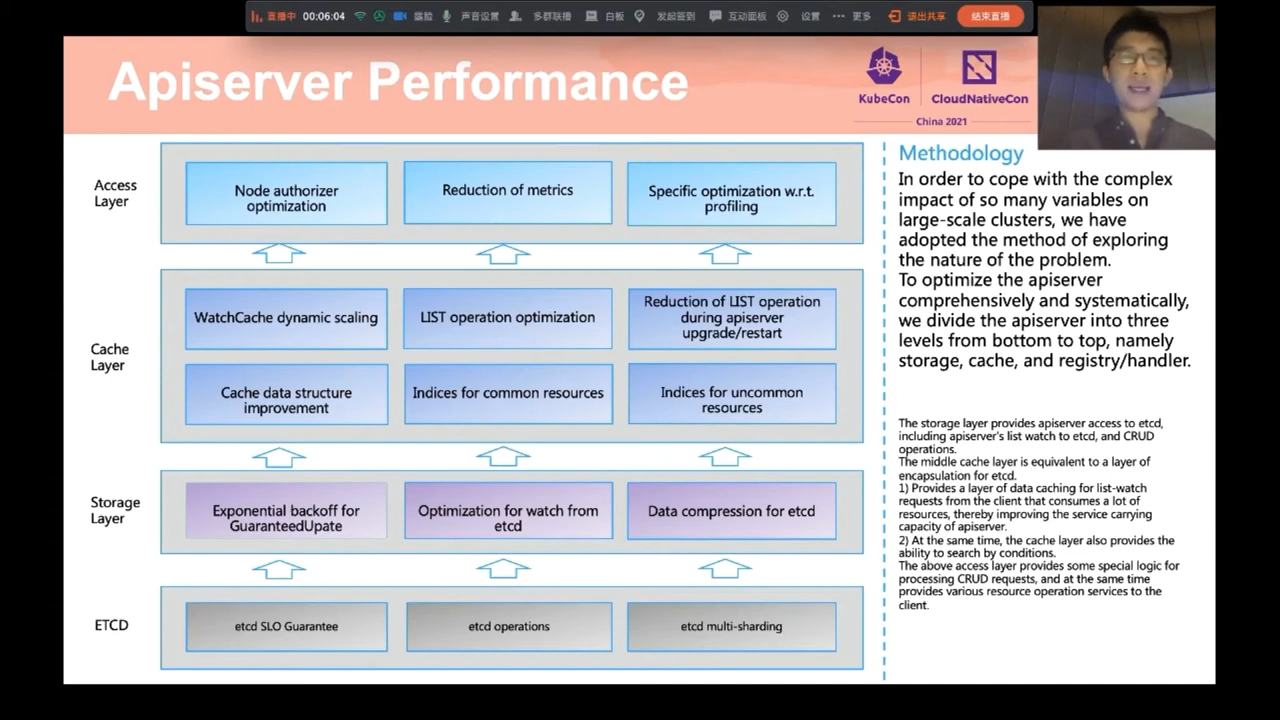 直播中 00:06:04 露脸 声音设置 多群联播 白板 发起签到 互动面板 设置 更多 退出共享 结束直播
Apiserver Performance
KubeCon CloudNativeCon
China 2021
Access
Layer
Node authorizer
optimization
Reduction of metrics
Specific optimization w.r.t.
profiling
Cache
Layer
WatchCache dynamic scaling
LIST operation optimization
Reduction of LIST operation
during apiserver
upgrade/restart
Cache data structure
improvement
Indices for common resources
Indices for uncommon
resources
Storage
Layer
Exponential backoff for
GuaranteedUpate
Optimization for watch from
etcd
Data compression for etcd
ETCD
etcd SLO Guarantee
etcd operations
etcd multi-sharding
Methodology
In order to cope with the complex
impact of so many variables on
large-scale clusters, we have
adopted the method of exploring
the nature of the problem.
To optimize the apiserver
comprehensively and systematically,
we divide the apiserver into three
levels from bottom to top, namely
storage, cache, and registry/handler.
The storage layer provides apiserver access to etcd,
including apiserver's list watch to etcd, and CRUD
operations.
The middle cache layer is equivalent to a layer of
encapsulation for etcd.
1) Provides a layer of data caching for list-watch
requests from the client that consumes a lot of
resources, thereby improving the service carrying
capacity of apiserver.
2) At the same time, the cache layer also provides the
ability to search by conditions.
The above access layer provides some special logic for
processing CRUD requests, and at the same time
provides various resource operation services to the
client.